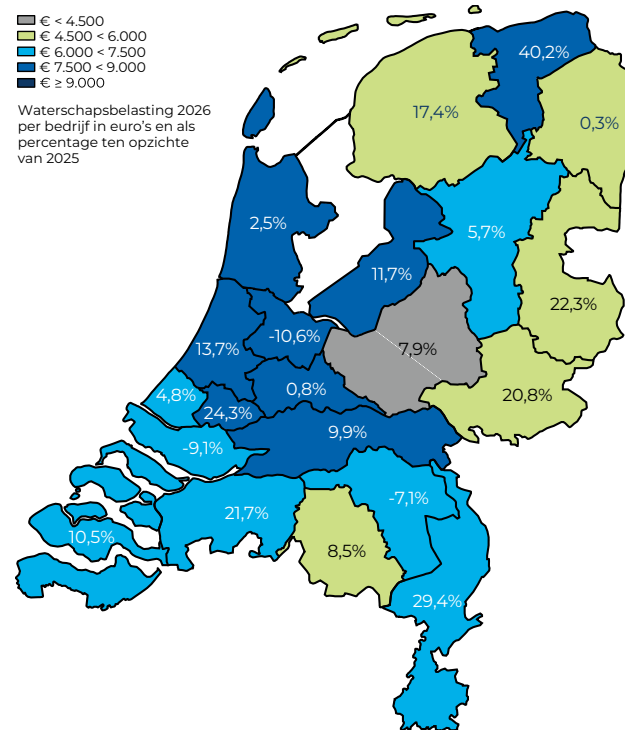 € < 4.500
€ 4.500 < 6.000
€ 6.000 < 7.500
€ 7.500 < 9.000
€ ≥ 9.000
Waterschapsbelasting 2026
per bedrijf in euro's en als
percentage ten opzichte
van 2025
40,2%
17,4%
0,3%
2,5%
5,7%
11,7%
22,3%
-10,6%
13,7%
7,9%
4,8%
0,8%
20,8%
24,3%
9,9%
-9,1%
-7,1%
21,7%
10,5%
8,5%
29,4%